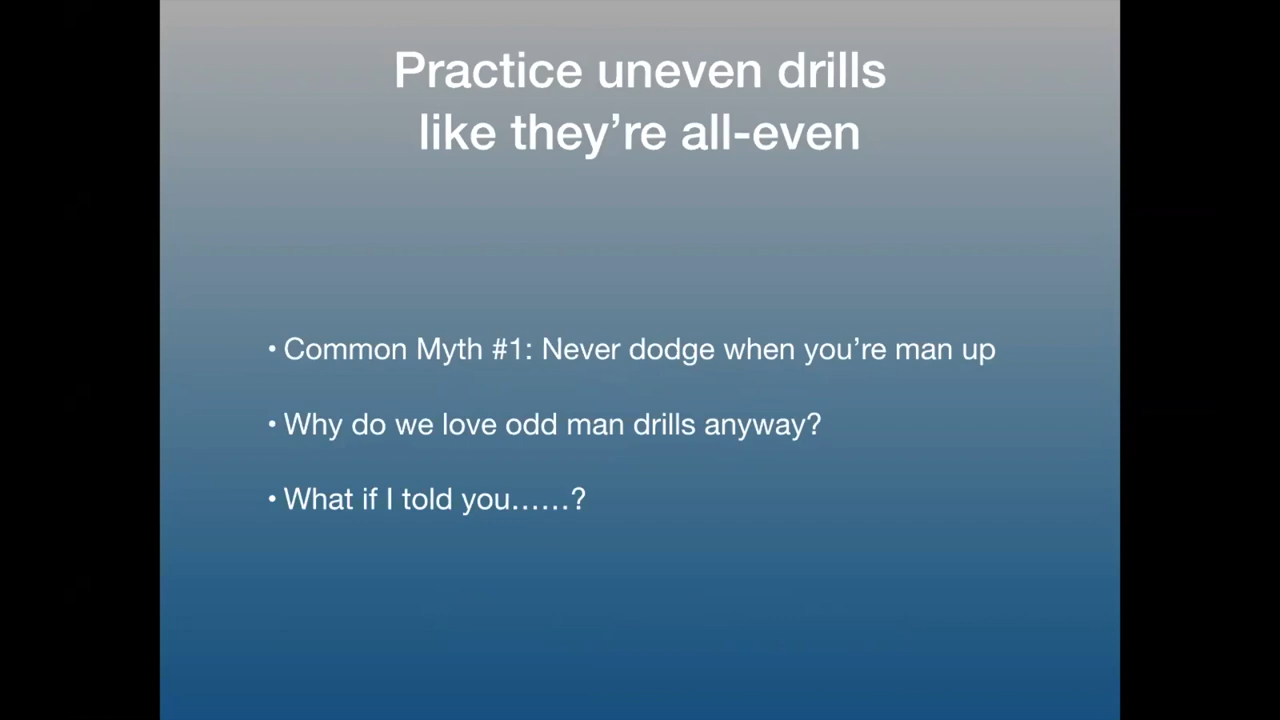 Practice uneven drills
like they’re all-even
• Common Myth #1: Never dodge when you’re man up
• Why do we love odd man drills anyway?
• What if I told you……?